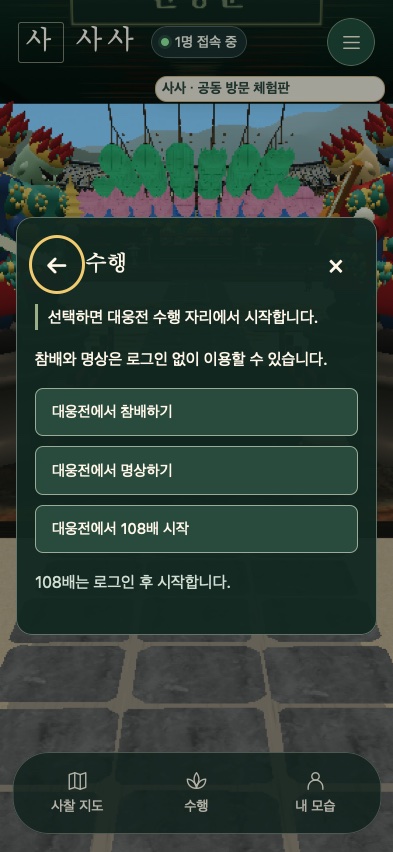 사 사사
1명 접속 중
사사 · 공동 방문 체험판
수행
선택하면 대웅전 수행 자리에서 시작합니다.
참배와 명상은 로그인 없이 이용할 수 있습니다.
대웅전에서 참배하기
대웅전에서 명상하기
대웅전에서 108배 시작
108배는 로그인 후 시작합니다.
사찰 지도
수행
내 모습